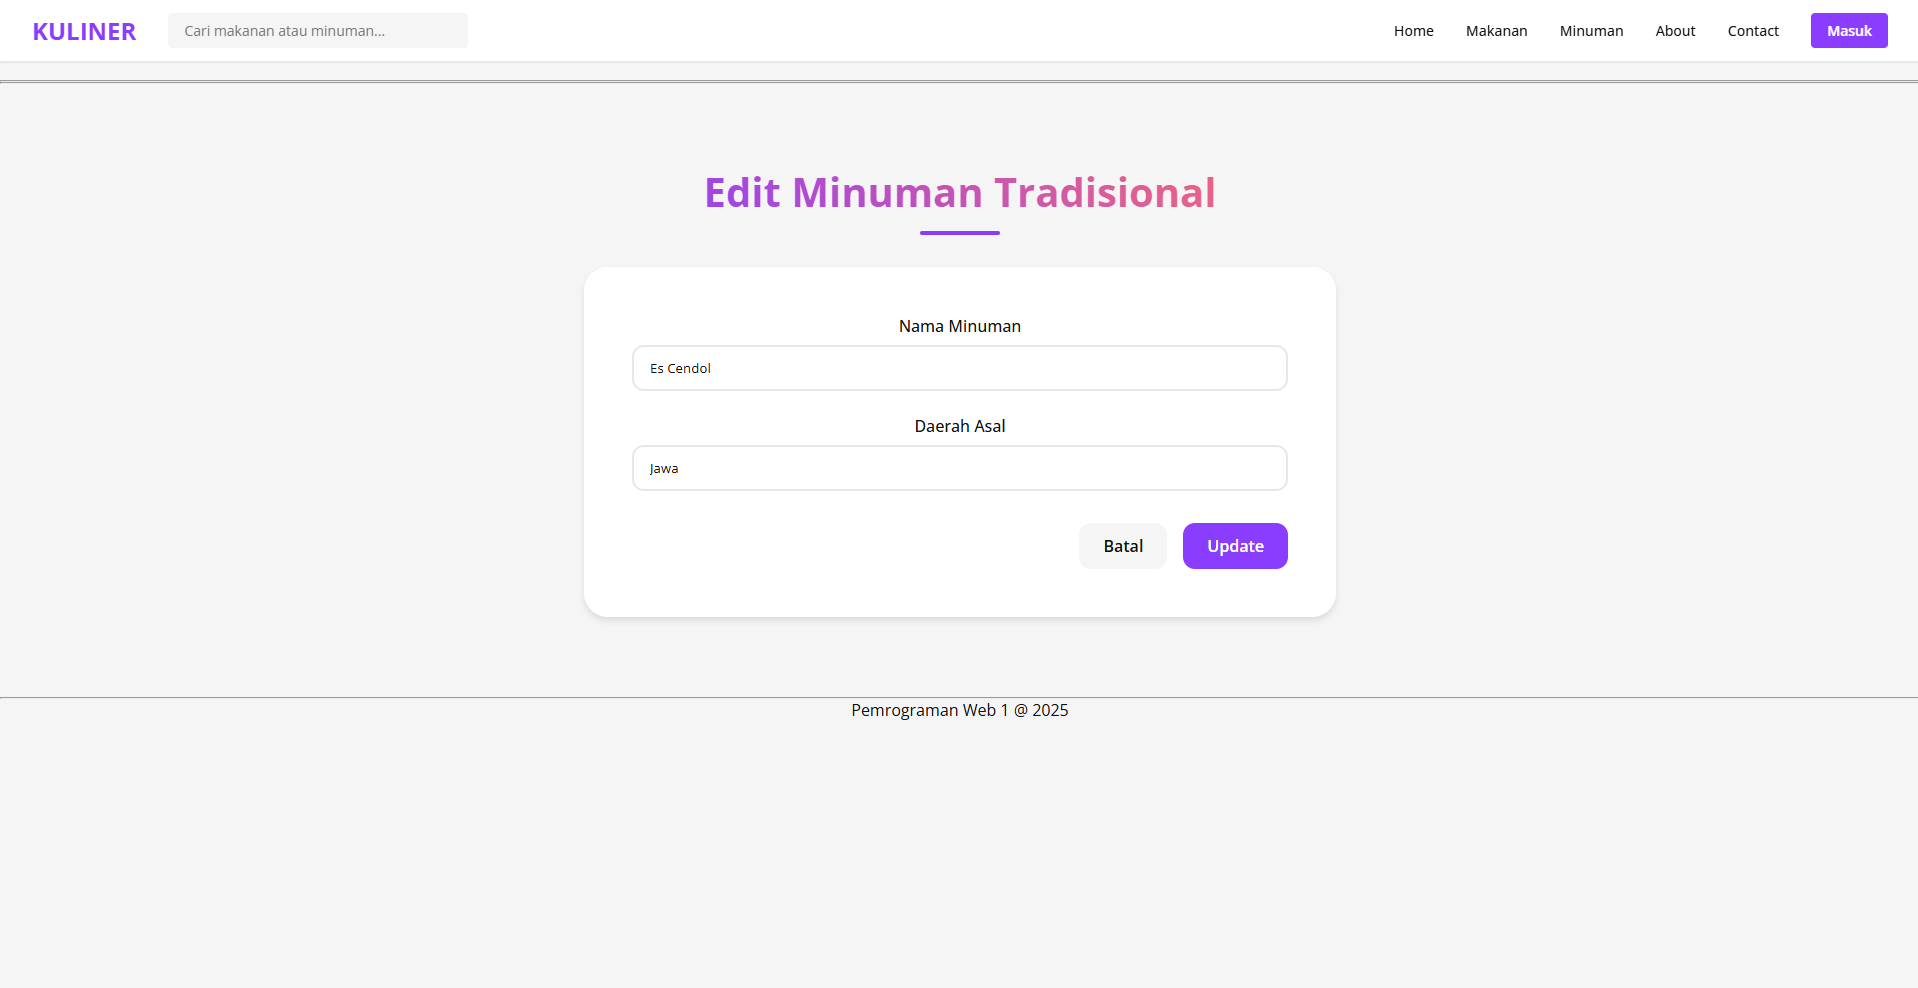 KULINER
Cari makanan atau minuman...
Home
Makanan
Minuman
About
Contact
Masuk
Edit Minuman Tradisional
Nama Minuman
Es Cendol
Daerah Asal
Jawa
Batal
Update
Pemrograman Web 1 @ 2025